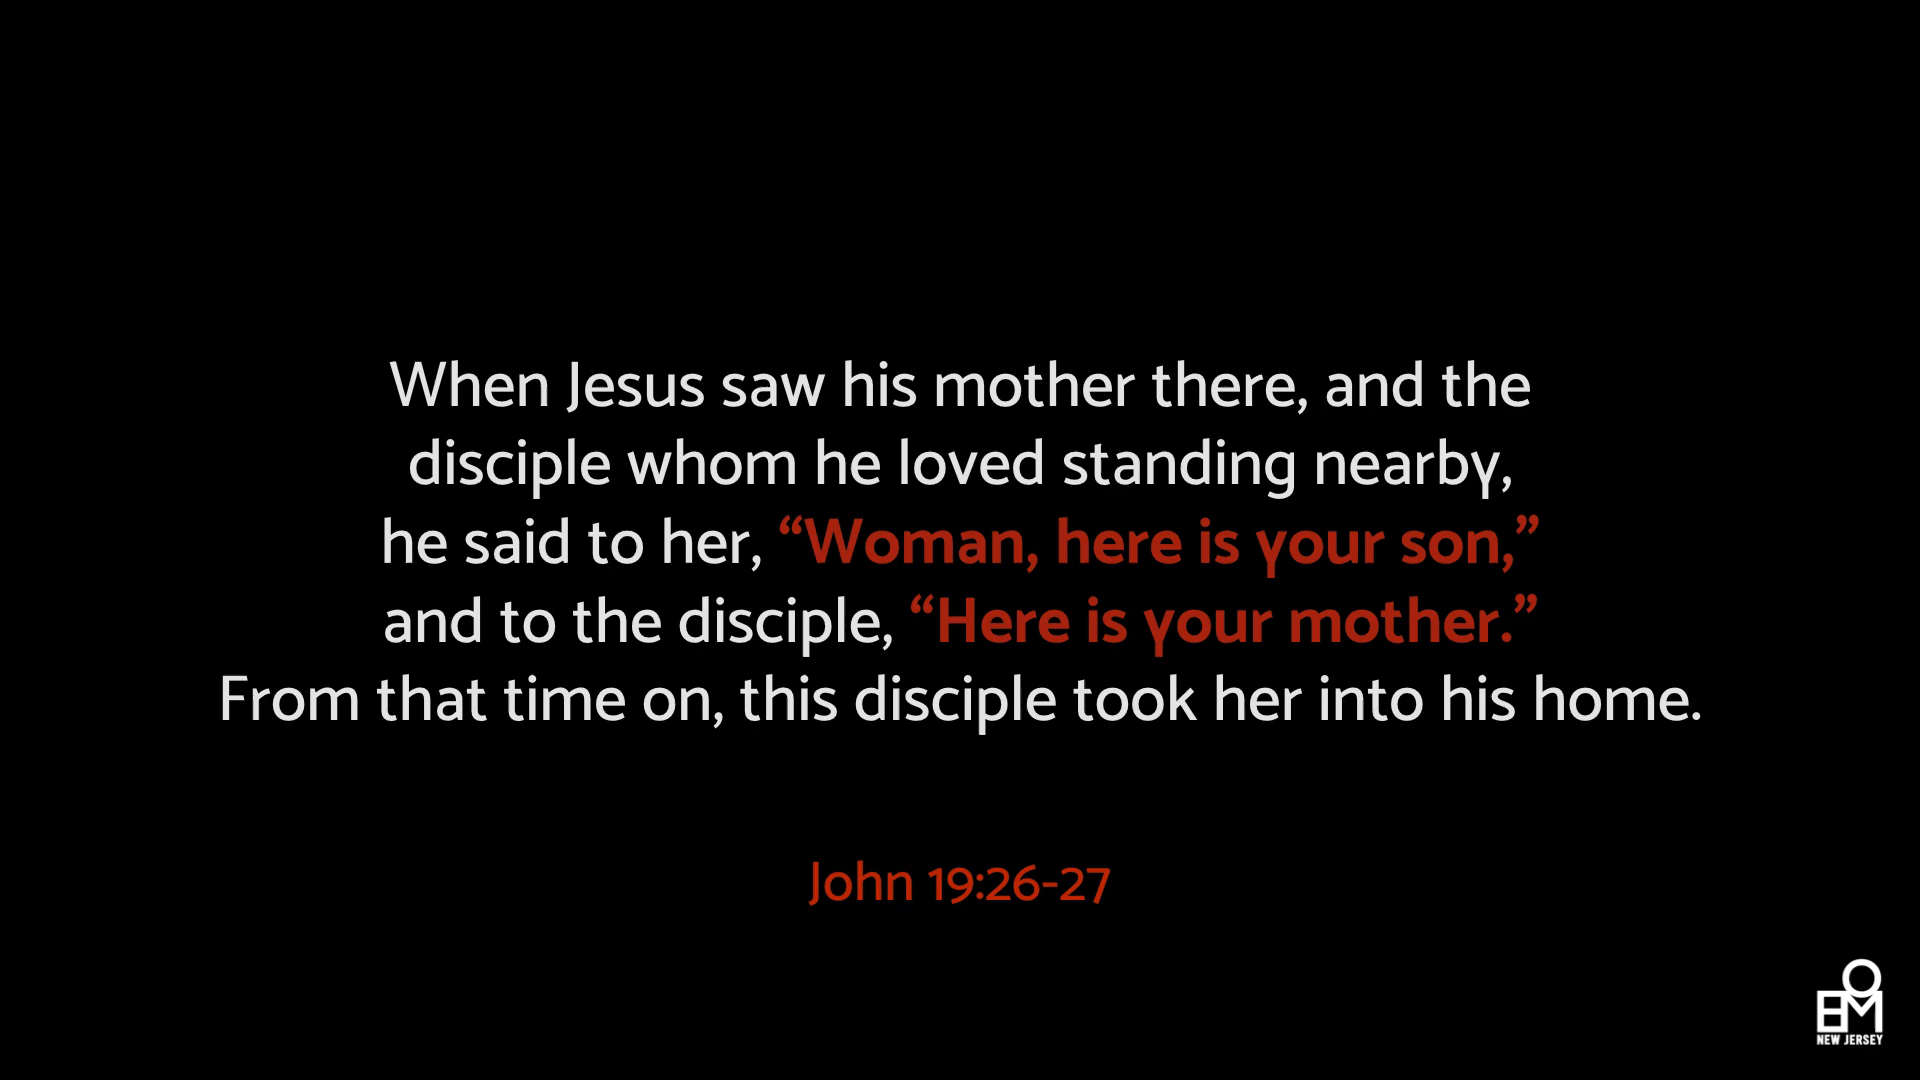 When Jesus saw his mother there, and the
disciple whom he loved standing nearby,
he said to her, “Woman, here is your son,”
and to the disciple, “Here is your mother.”
From that time on, this disciple took her into his home.
John 19:26-27
EOM
NEW JERSEY